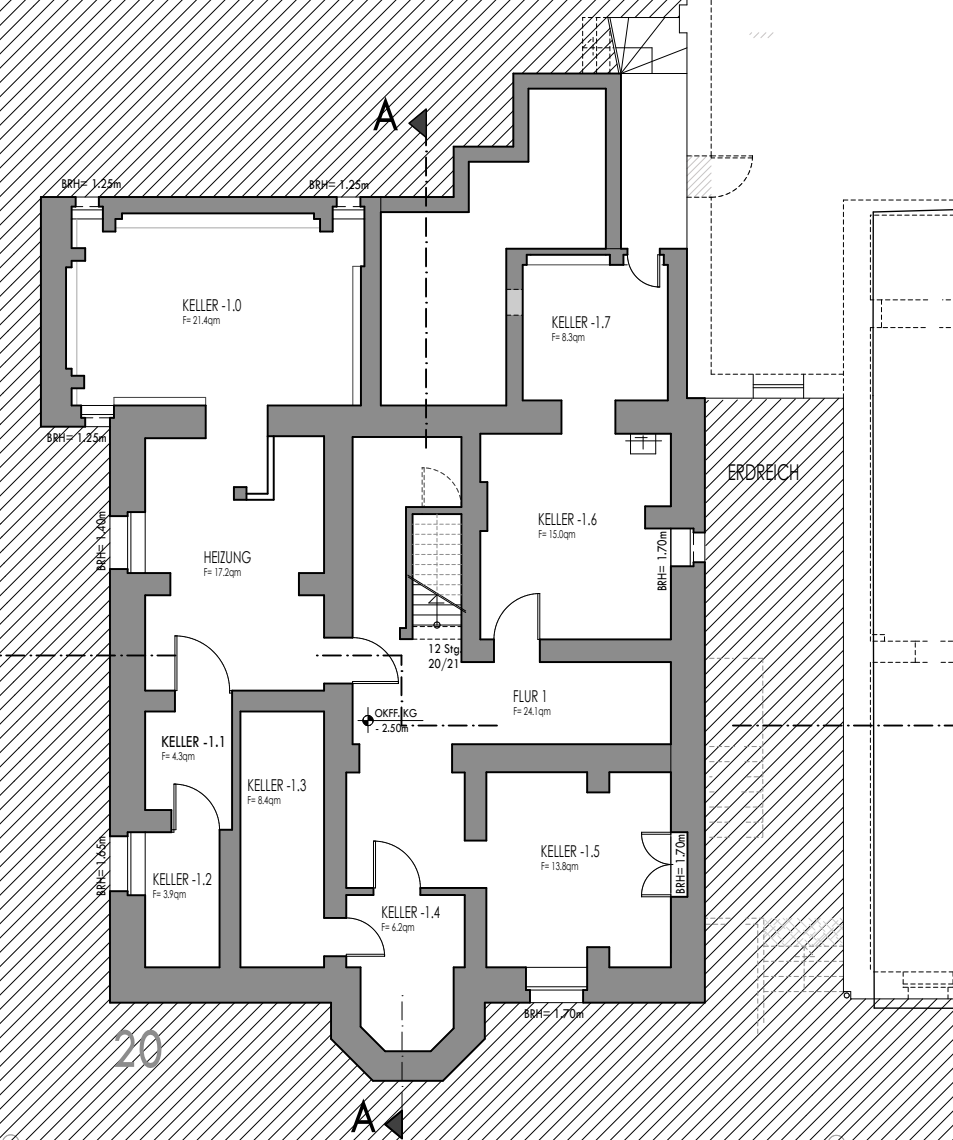 A
BRH= 1.25m
BRH= 1.25m
KELLER -1.0
F= 21.4qm
KELLER -1.7
F= 8.3qm
BRH= 1.25m
ERDREICH
BRH= 1.40m
KELLER -1.6
F= 15.0qm
BRH= 1.70m
HEIZUNG
F= 17.2qm
12 Stg.
20/21
FLUR 1
F= 24.1qm
OKFF. KG
- 2.50m
KELLER -1.1
F= 4.3qm
KELLER -1.3
F= 8.4qm
BRH= 1.65m
KELLER -1.2
F= 3.9qm
KELLER -1.5
F= 13.8qm
BRH= 1.70m
KELLER -1.4
F= 6.2qm
BRH= 1.70m
20
A